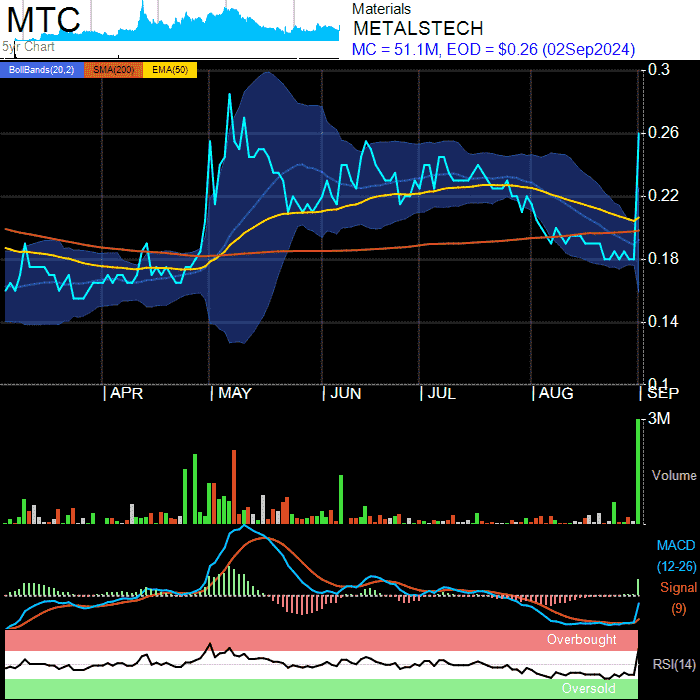 MTC
5yr Chart
Materials
METALSTECH
MC = 51.1M, EOD = $0.26 (02Sep2024)
BollBands(20,2) SMA(200) EMA(50)
0.3
0.26
0.22
0.18
0.14
0.1
APR MAY JUN JUL AUG SEP
3M
Volume
MACD
(12-26)
Signal
(9)
Overbought
RSI(14)
Oversold